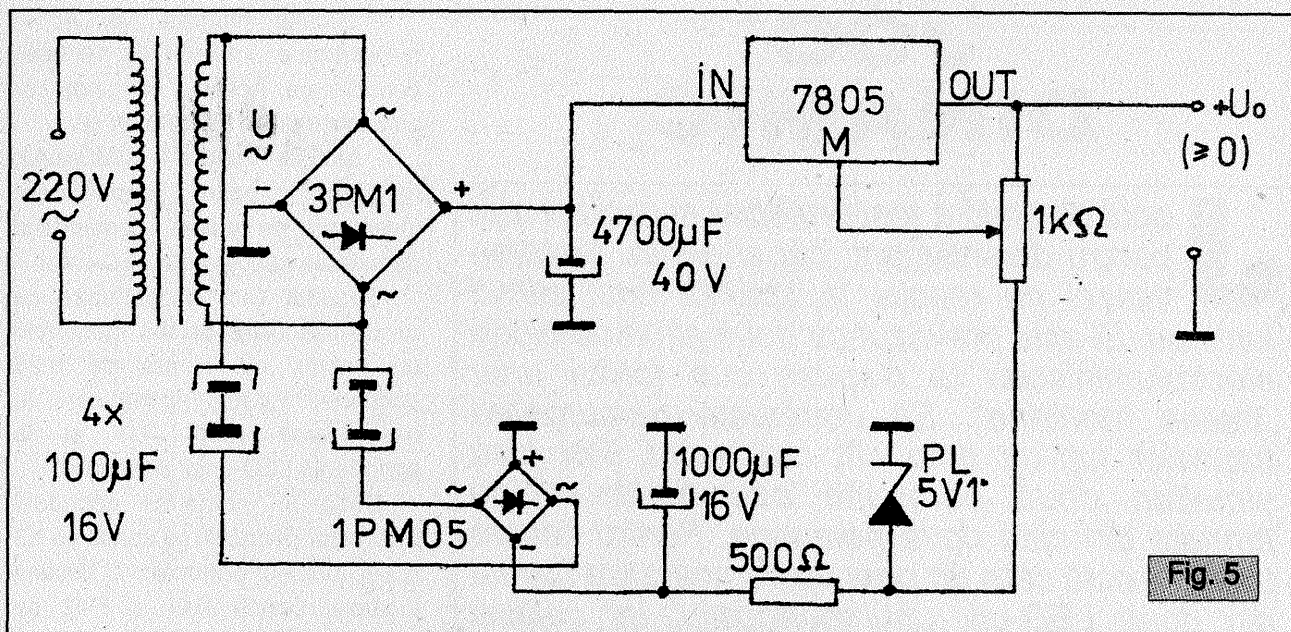 220V
~
U
~
~
-
3PM1
+
~
iN
7805
M
OUT
+Uo
(≥0)
1kΩ
4700µF
40V
4x
100µF
16V
~
+
~
-
1PM05
1000µF
16V
500Ω
PL
5V1
Fig. 5